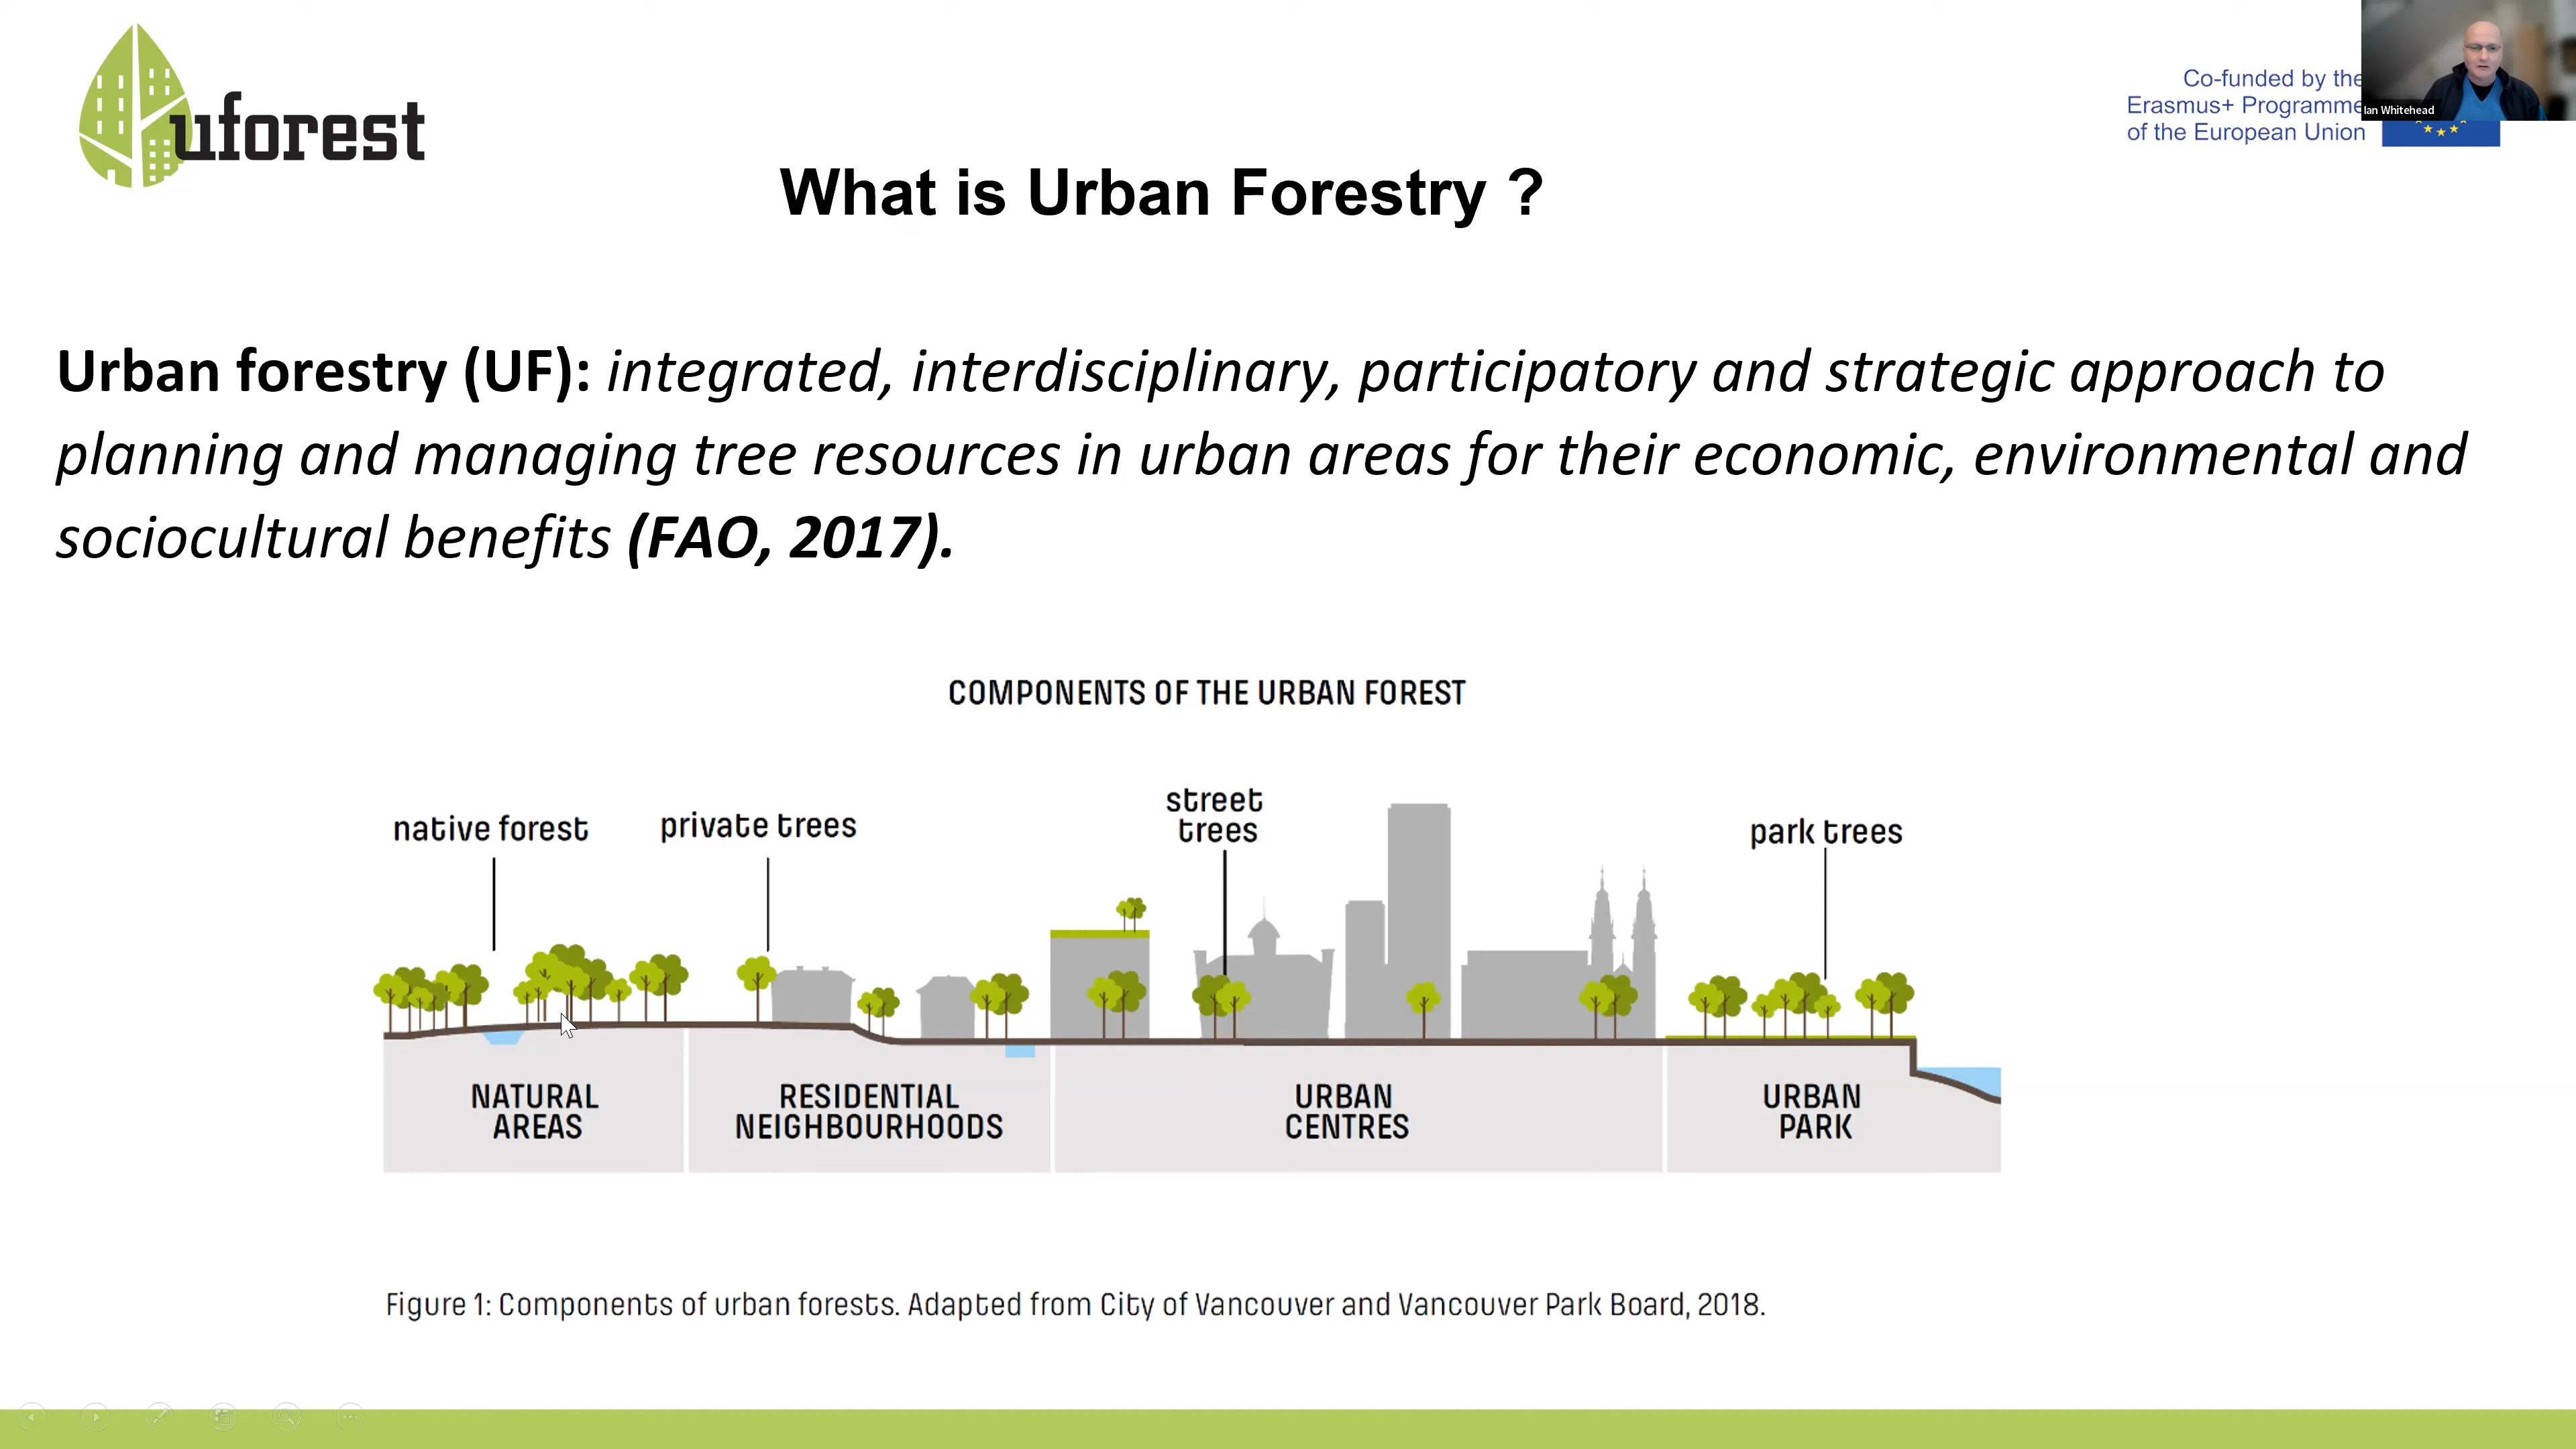 uforest
Co-funded by the
Erasmus+ Programme
of the European Union
Ian Whitehead
What is Urban Forestry ?
Urban forestry (UF): integrated, interdisciplinary, participatory and strategic approach to
planning and managing tree resources in urban areas for their economic, environmental and
sociocultural benefits (FAO, 2017).
COMPONENTS OF THE URBAN FOREST
native forest
private trees
street
trees
park trees
NATURAL
AREAS
RESIDENTIAL
NEIGHBOURHOODS
URBAN
CENTRES
URBAN
PARK
Figure 1: Components of urban forests. Adapted from City of Vancouver and Vancouver Park Board, 2018.